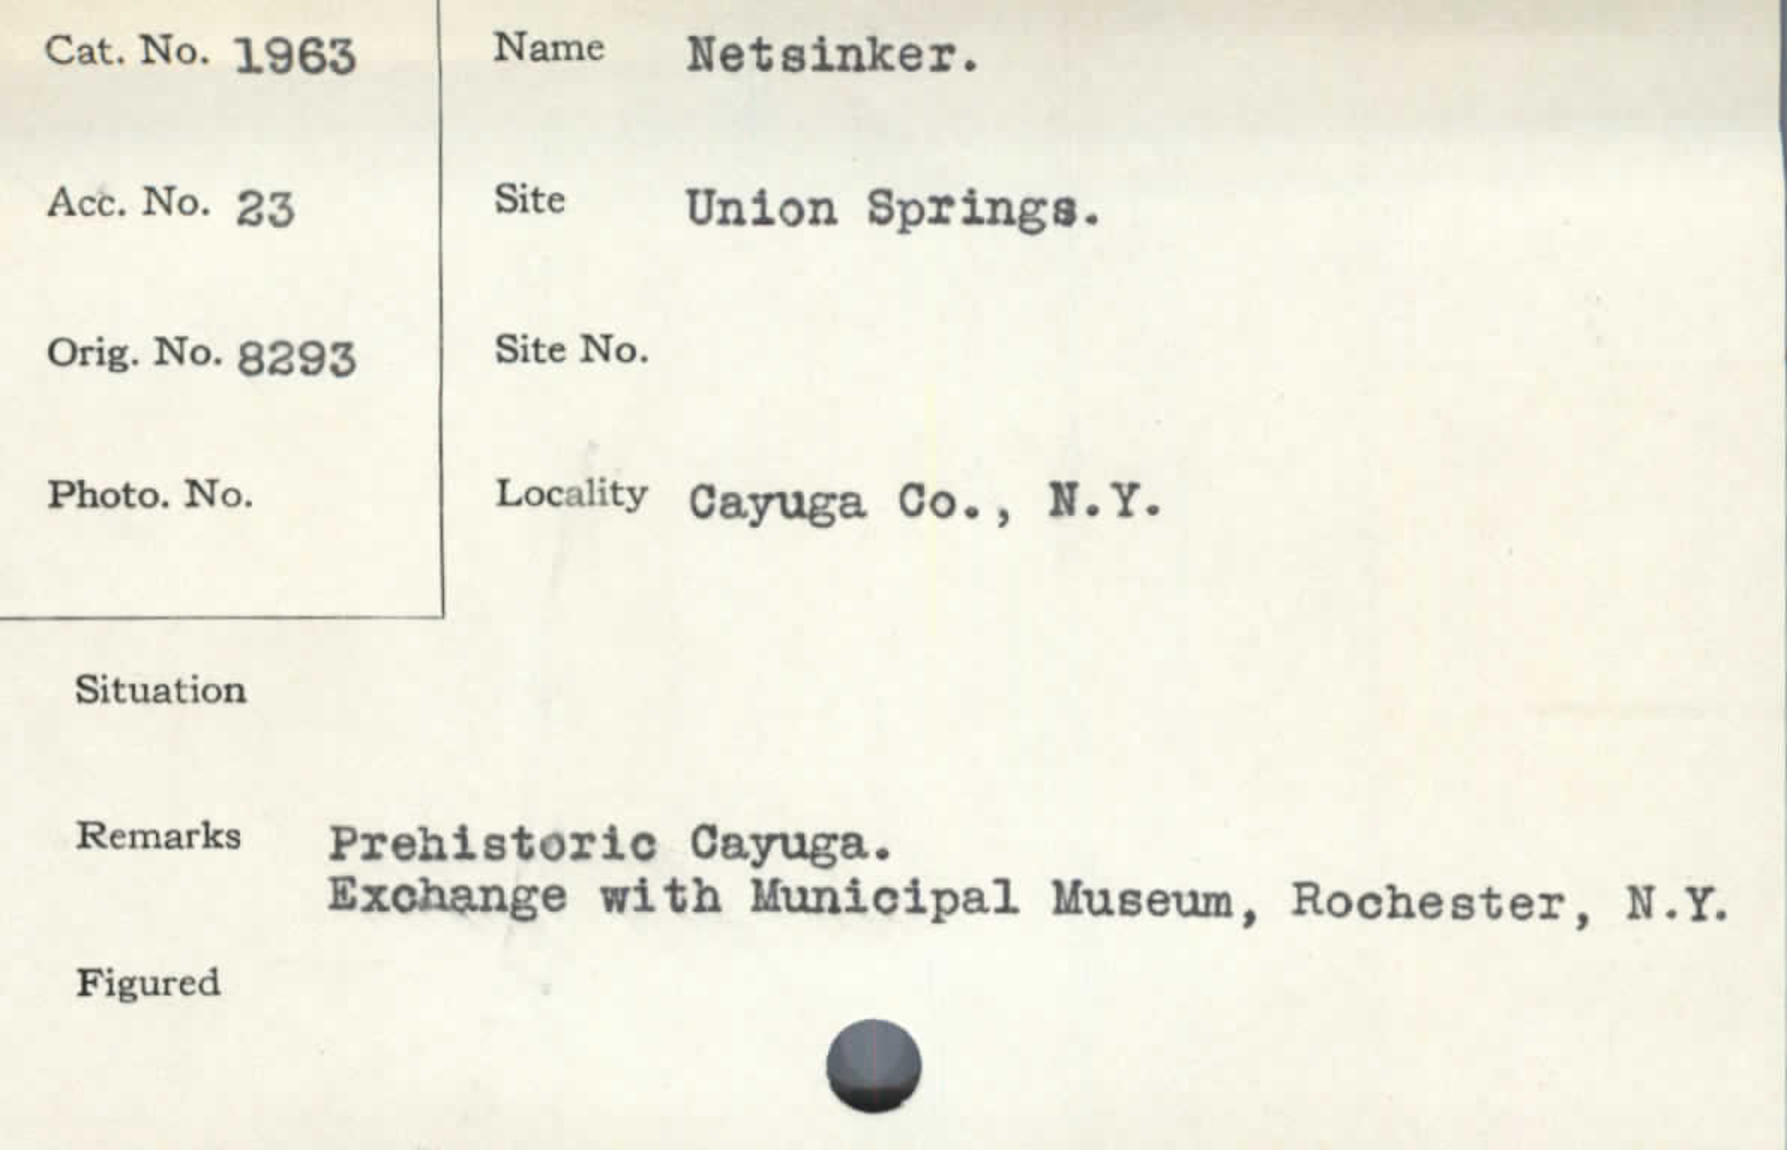 Cat. No. 1963
Name Netsinker.
Acc. No. 23
Site Union Springs.
Orig. No. 8293
Site No.
Photo. No.
Locality Cayuga Co., N.Y.
Situation
Remarks Prehistoric Cayuga.
Exchange with Municipal Museum, Rochester, N.Y.
Figured